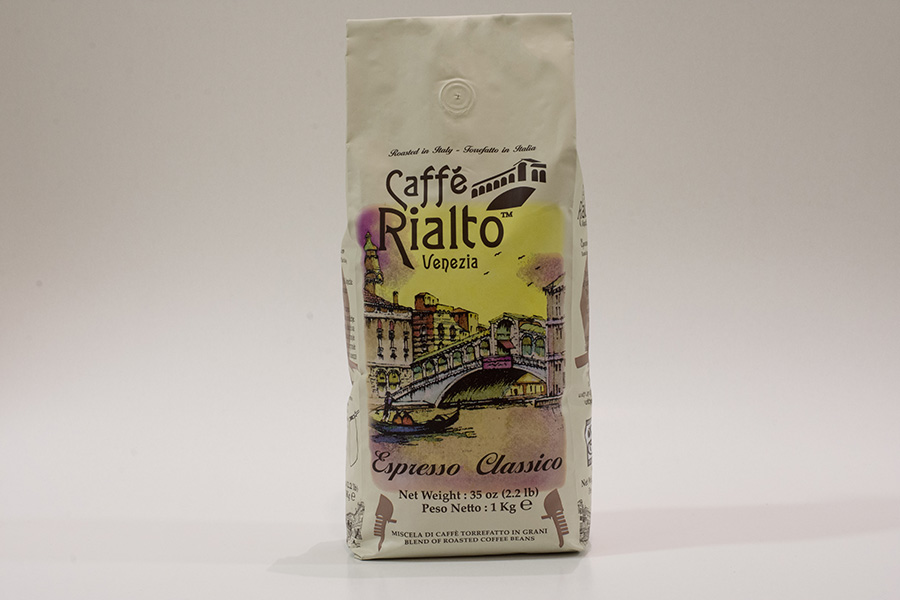 Roasted in Italy - Torrefatto in Italia
Caffé
Rialto™
Venezia
Espresso Classico
Net Weight : 35 oz (2.2 lb)
Peso Netto : 1 Kg ℮
MISCELA DI CAFFÈ TORREFATTO IN GRANI
BLEND OF ROASTED COFFEE BEANS